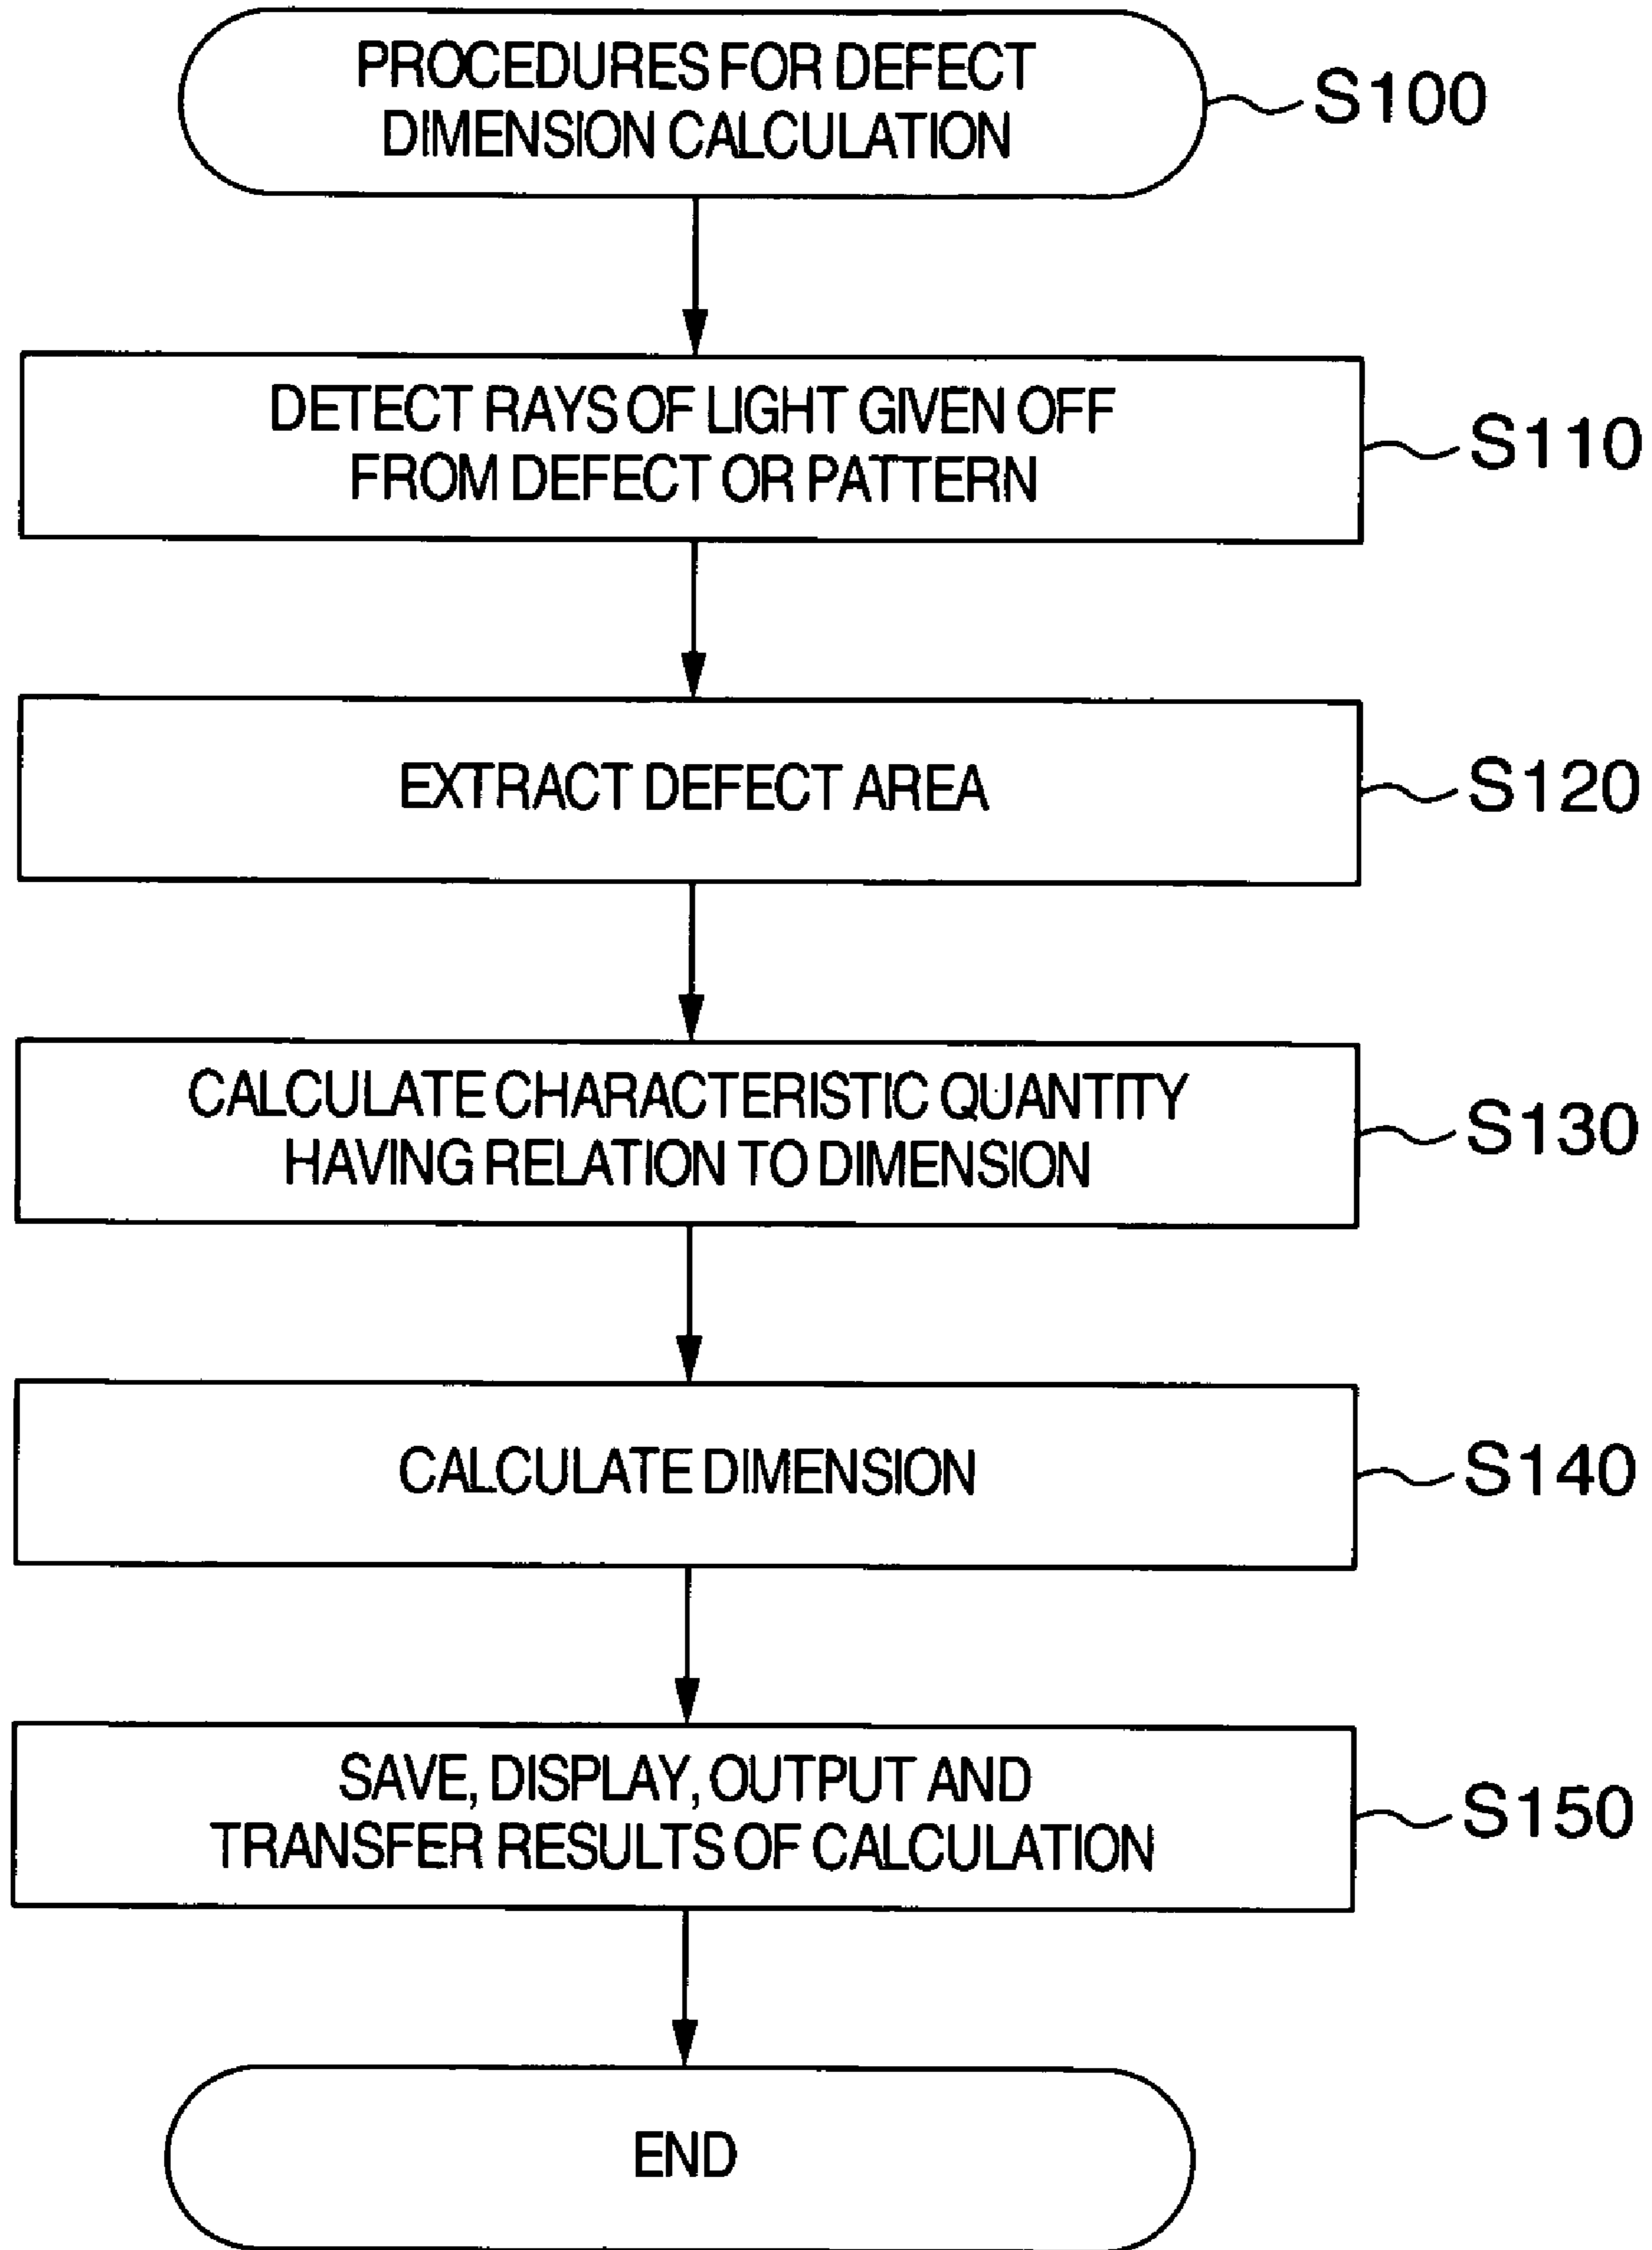 PROCEDURES FOR DEFECT
DIMENSION CALCULATION
S100
DETECT RAYS OF LIGHT GIVEN OFF
FROM DEFECT OR PATTERN
S110
EXTRACT DEFECT AREA
S120
CALCULATE CHARACTERISTIC QUANTITY
HAVING RELATION TO DIMENSION
S130
CALCULATE DIMENSION
S140
SAVE, DISPLAY, OUTPUT AND
TRANSFER RESULTS OF CALCULATION
S150
END